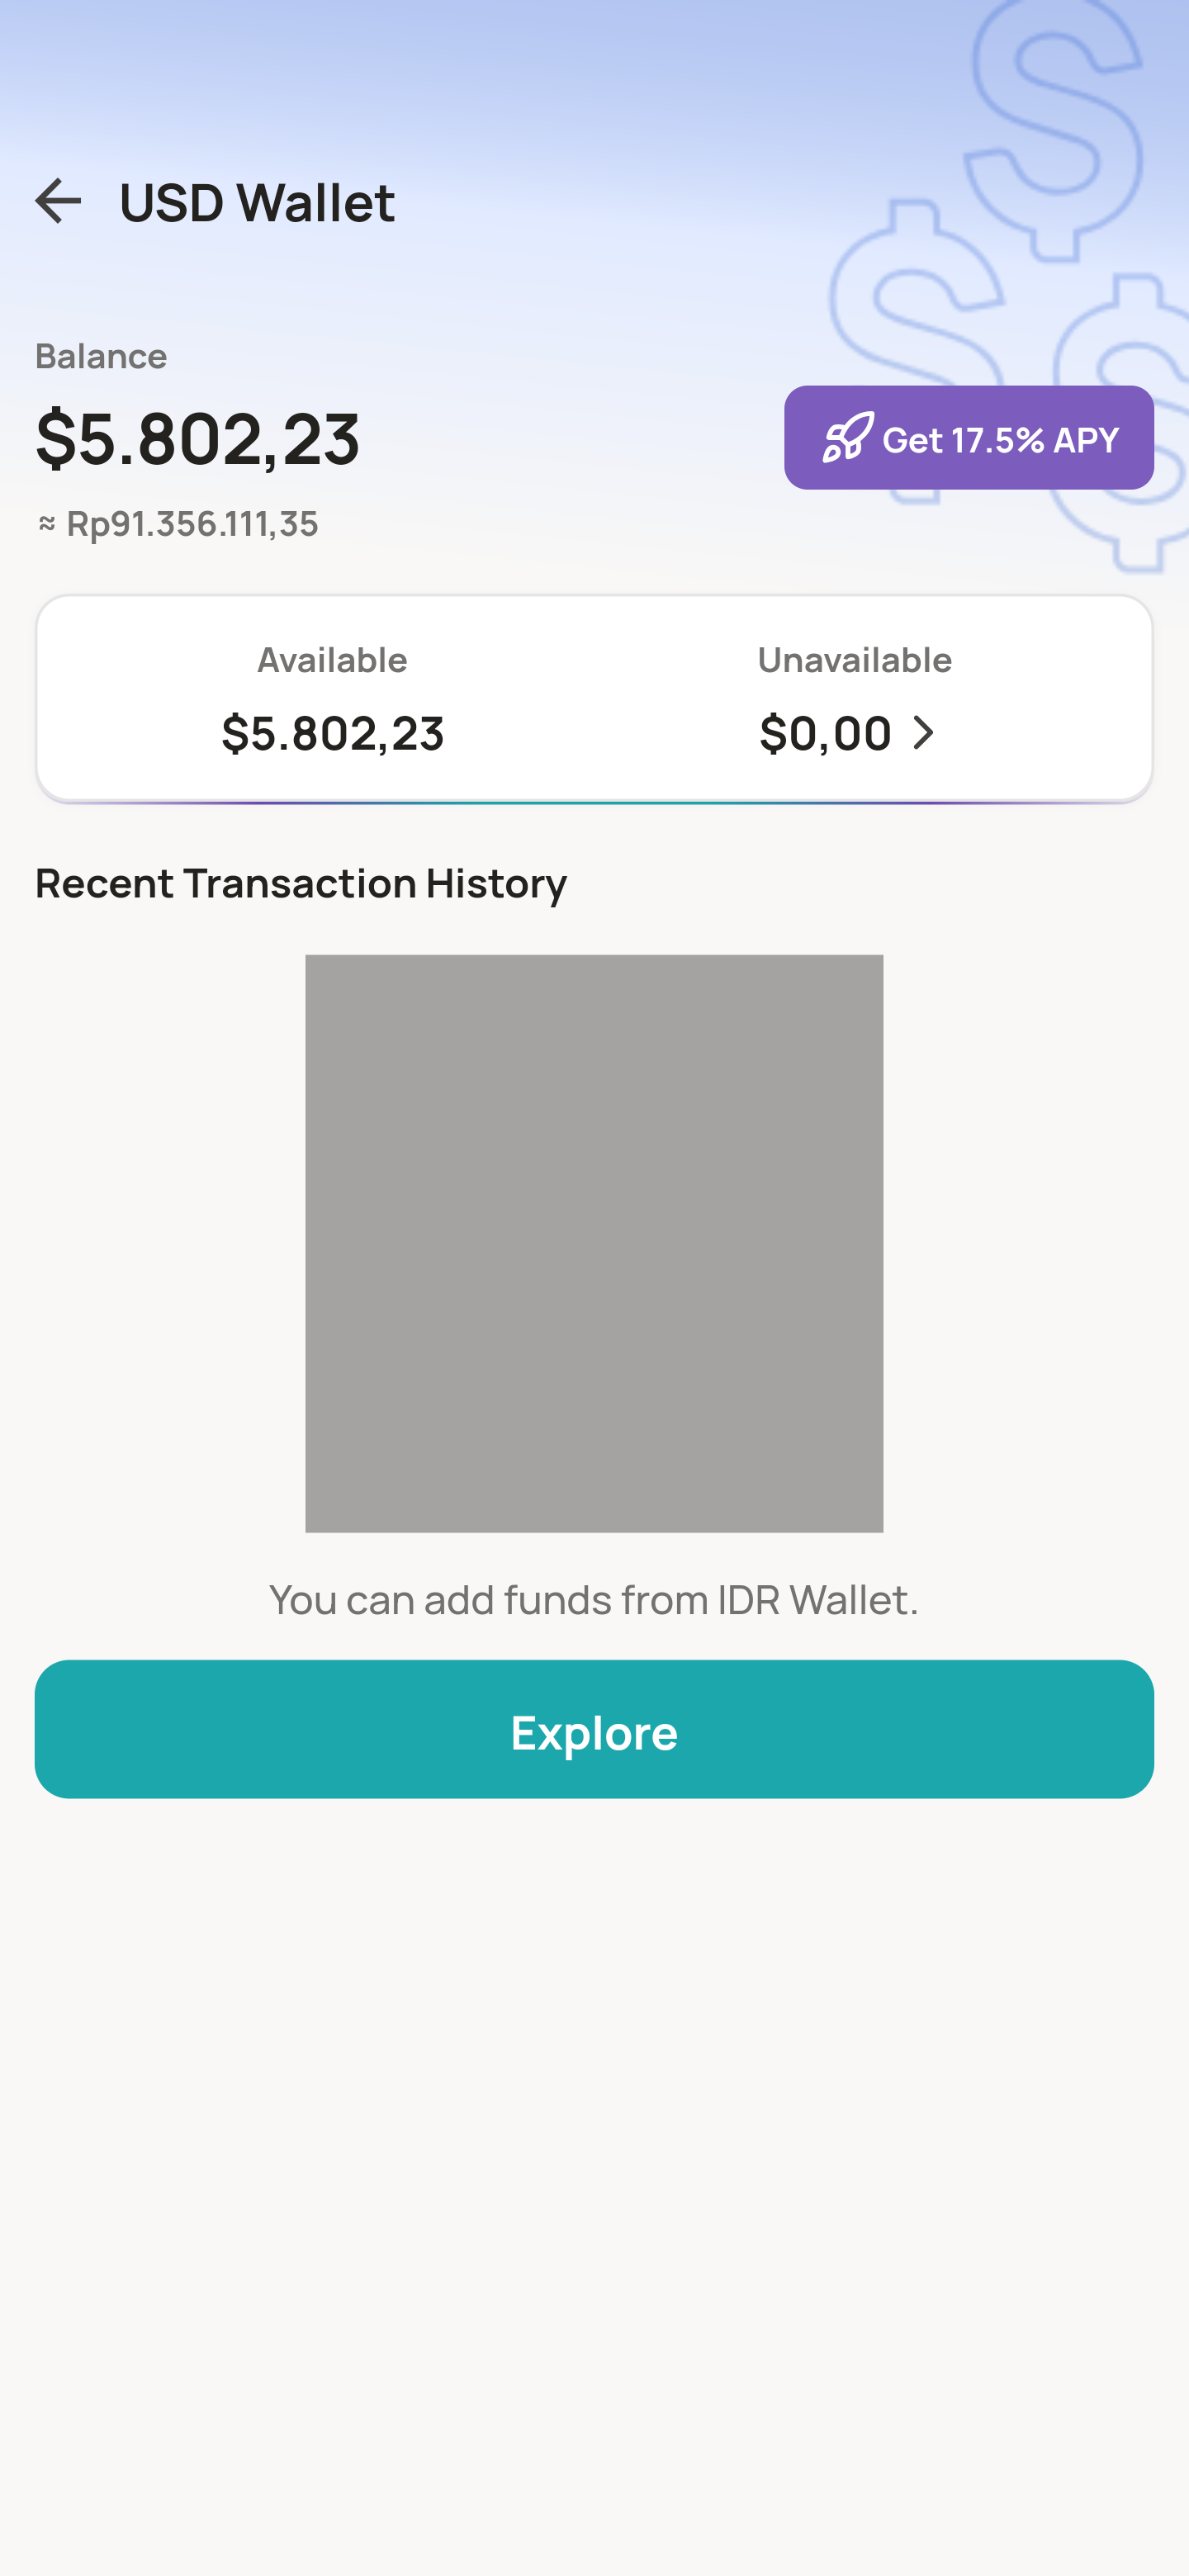 USD Wallet
Balance
$5.802,23
Get 17.5% APY
≈ Rp91.356.111,35
Available
Unavailable
$5.802,23
$0,00
Recent Transaction History
You can add funds from IDR Wallet.
Explore